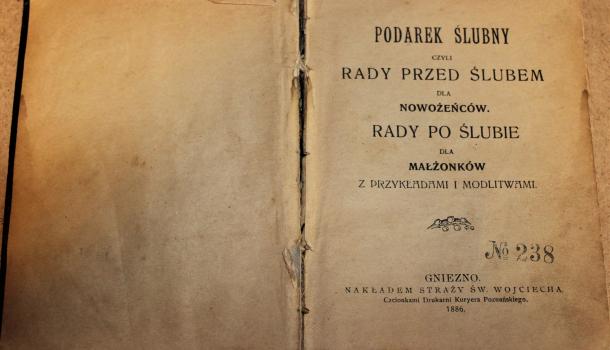 PODAREK ŚLUBNY
CZYLI
RADY PRZED ŚLUBEM
DLA
NOWOŻEŃCÓW.
RADY PO ŚLUBIE
DLA
MAŁŻONKÓW
Z PRZYKŁADAMI I MODLITWAMI.
№ 238
GNIEZNO.
NAKŁADEM STRAŻY ŚW. WOJCIECHA.
Czcionkami Drukarni Kuryera Poznańskiego.
1886.